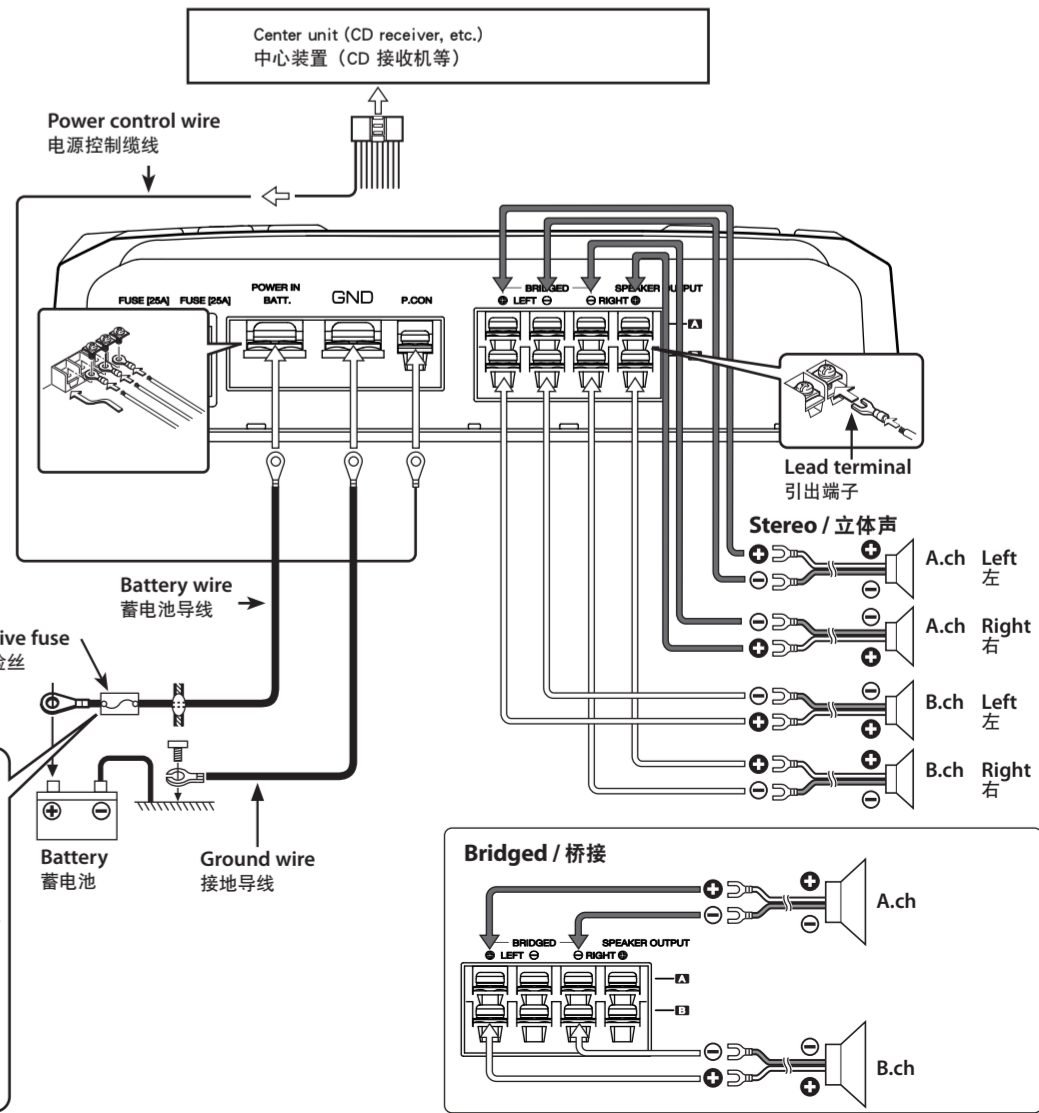 Center unit (CD receiver, etc.)
中心装置（CD 接收机等）
Power control wire
电源控制缆线
FUSE [25A] FUSE [25A]
POWER IN
BATT.
GND
P.CON
BRIDGED
SPEAKER OUTPUT
⊕ LEFT ⊖
⊖ RIGHT ⊕
A
Lead terminal
引出端子
Stereo / 立体声
A.ch Left
左
A.ch Right
右
B.ch Left
左
B.ch Right
右
Battery wire
蓄电池导线
ive fuse
丝
Battery
蓄电池
Ground wire
接地导线
Bridged / 桥接
BRIDGED
SPEAKER OUTPUT
⊕ LEFT ⊖
⊖ RIGHT ⊕
A
B
A.ch
B.ch